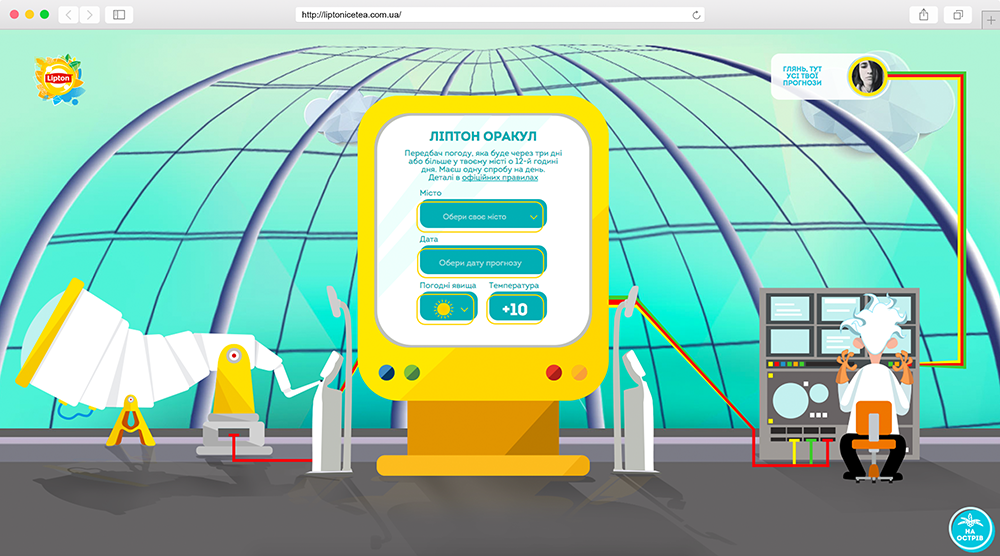 http://liptonicetea.com.ua/
Lipton
ГЛЯНЬ, ТУТ
УСІ ТВОЇ
ПРОГНОЗИ
ЛІПТОН ОРАКУЛ
Передбач погоду, яка буде через три дні
або більше у твоєму місті о 12-й годині
дня. Маєш одну спробу на день.
Деталі в офіційних правилах
Місто
Обери своє місто
Дата
Обери дату прогнозу
Погодні явища Температура
+10
НА
ОСТРІВ